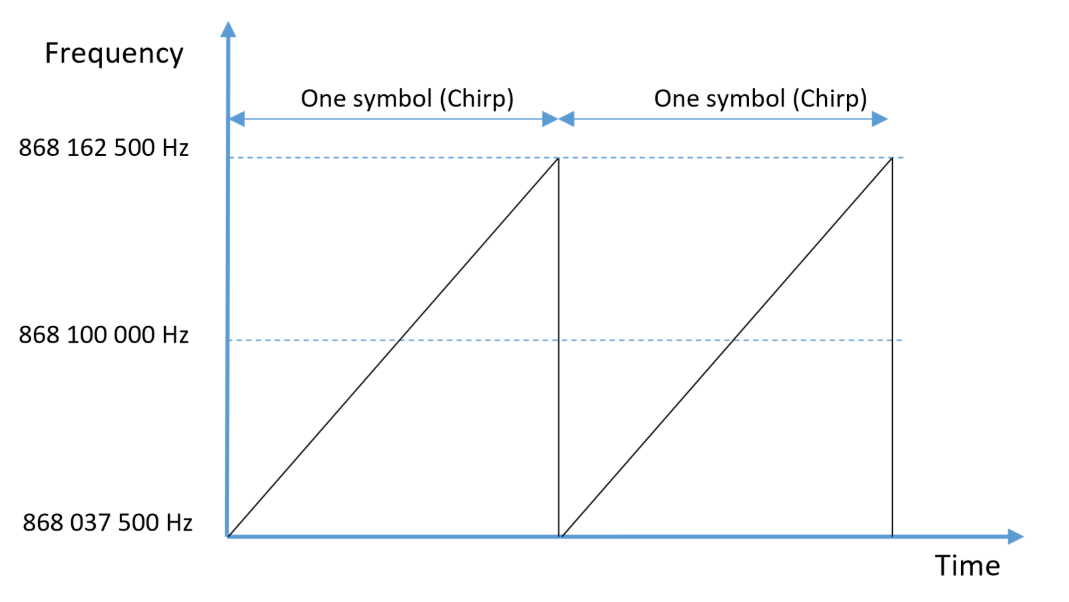 Frequency
One symbol (Chirp)
One symbol (Chirp)
868 162 500 Hz
868 100 000 Hz
868 037 500 Hz
Time